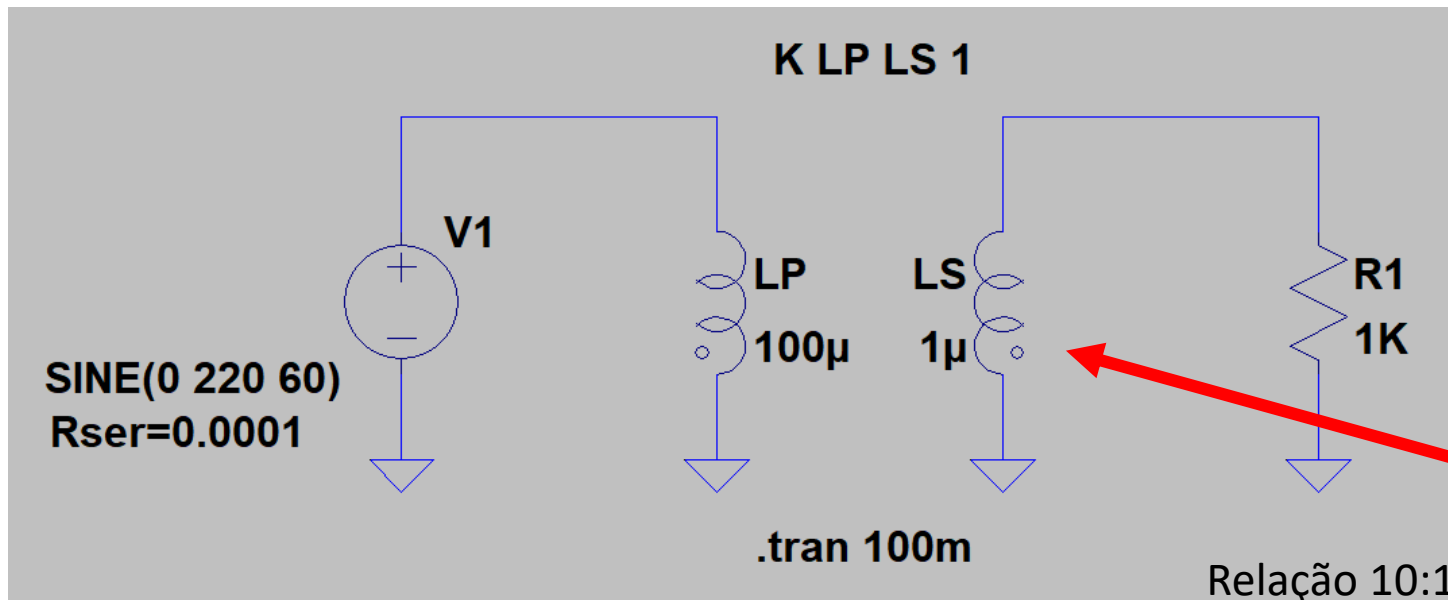 K LP LS 1
V1
LP
LS
R1
100µ
1µ
1K
SINE(0 220 60)
Rser=0.0001
.tran 100m
Relação 10:1